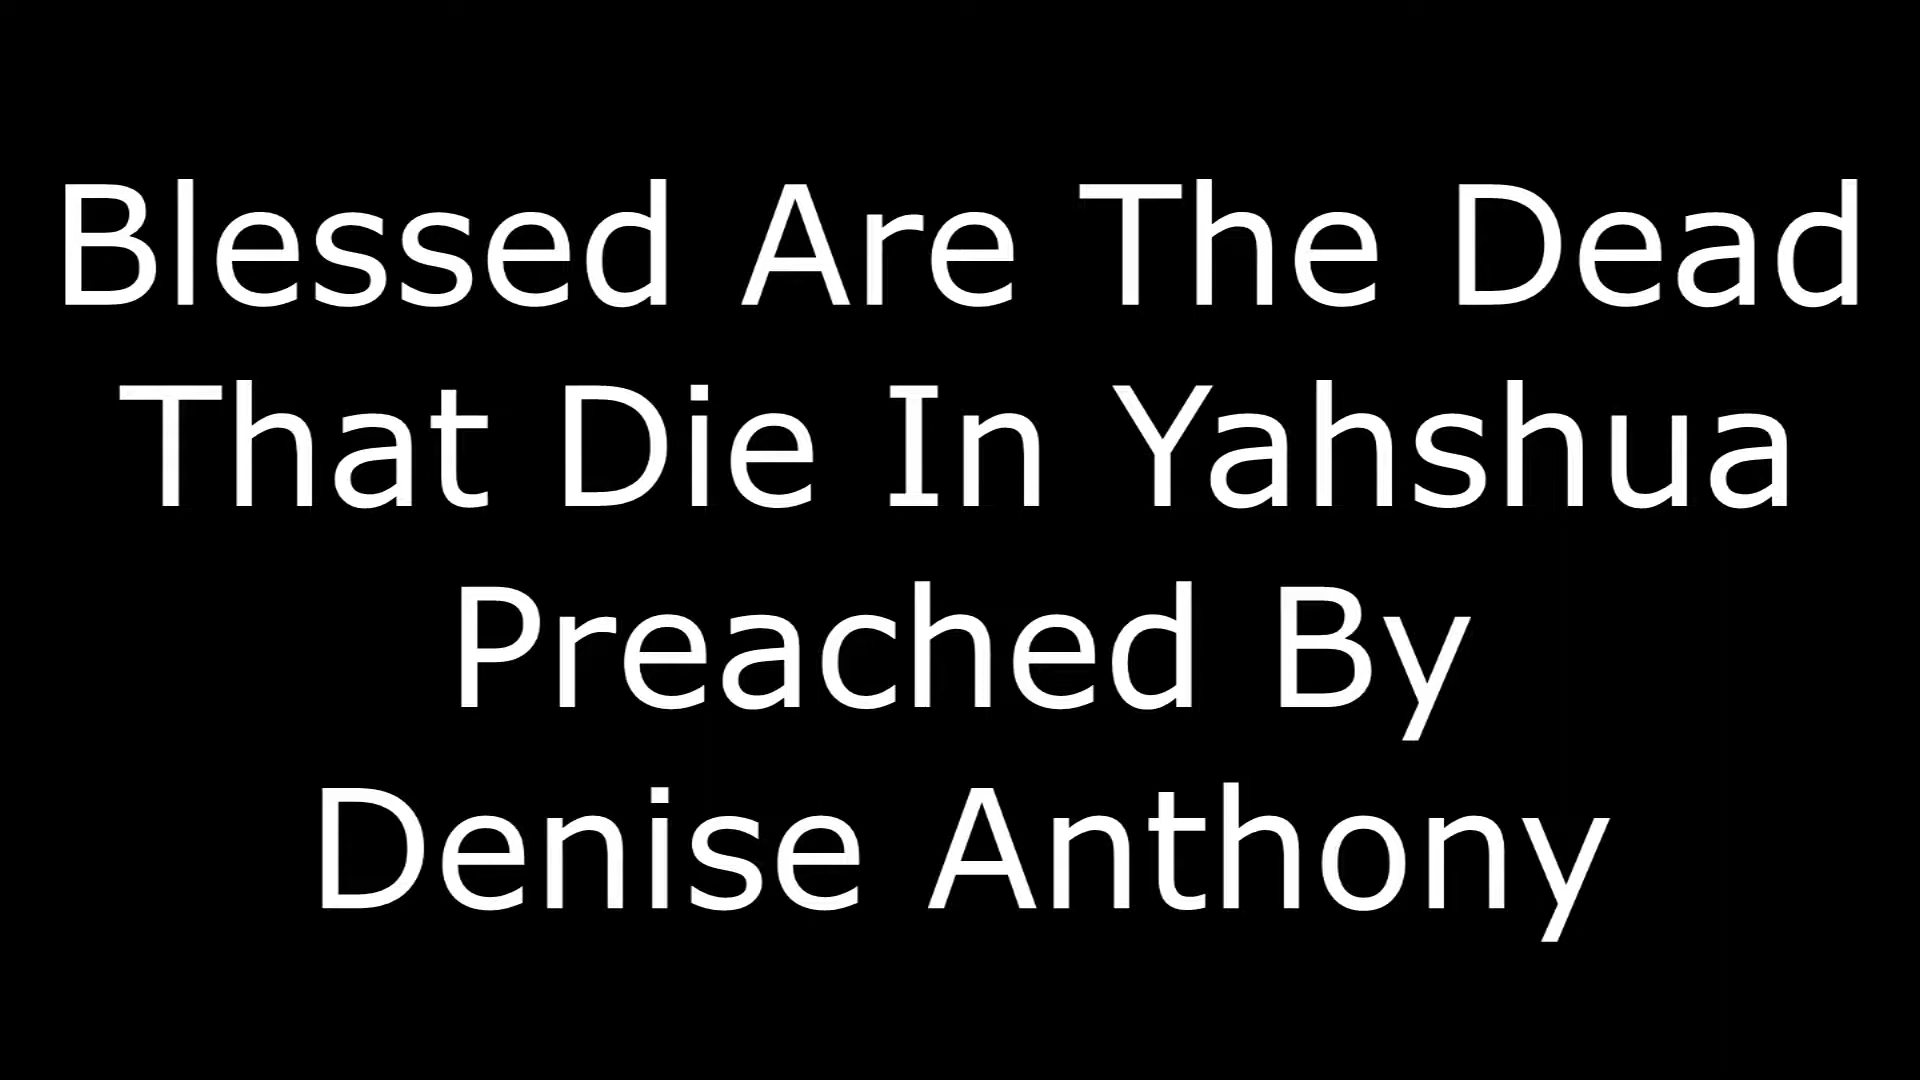 Blessed Are The Dead
That Die In Yahshua
Preached By
Denise Anthony